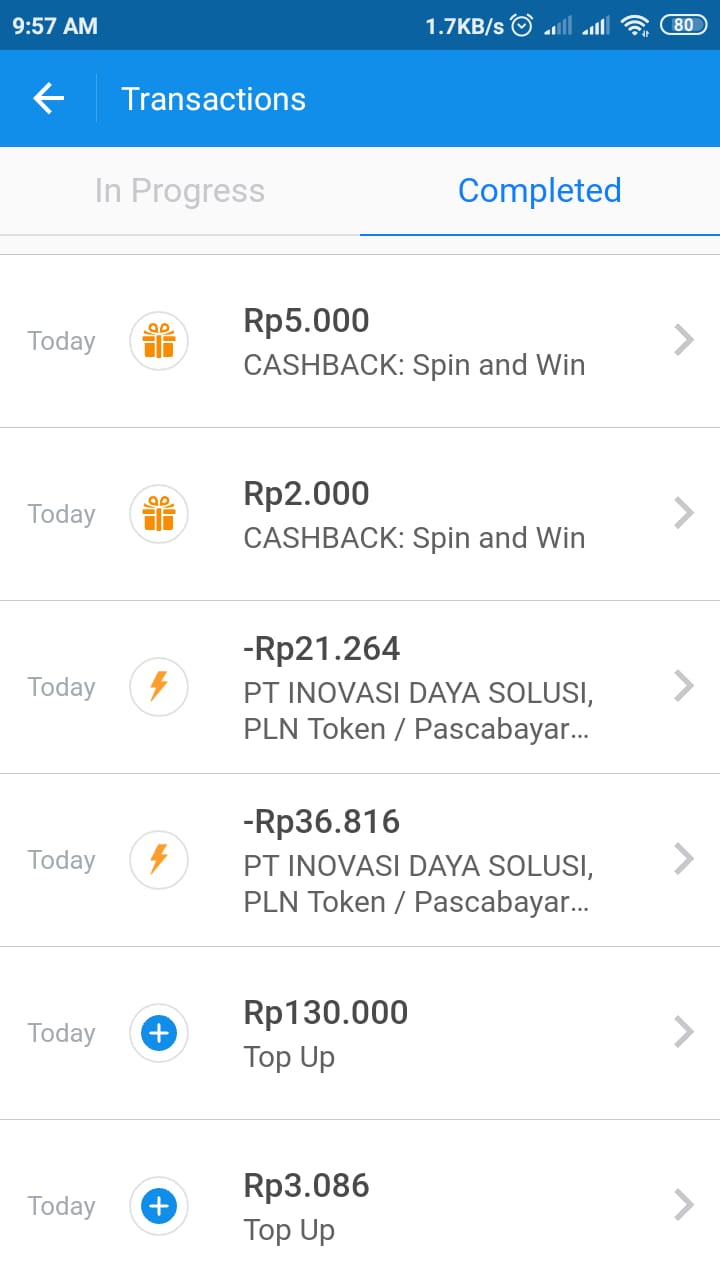 9:57 AM 1.7KB/s 80
Transactions
In Progress Completed
Today Rp5.000
CASHBACK: Spin and Win
Today Rp2.000
CASHBACK: Spin and Win
Today -Rp21.264
PT INOVASI DAYA SOLUSI,
PLN Token / Pascabayar...
Today -Rp36.816
PT INOVASI DAYA SOLUSI,
PLN Token / Pascabayar...
Today Rp130.000
Top Up
Today Rp3.086
Top Up